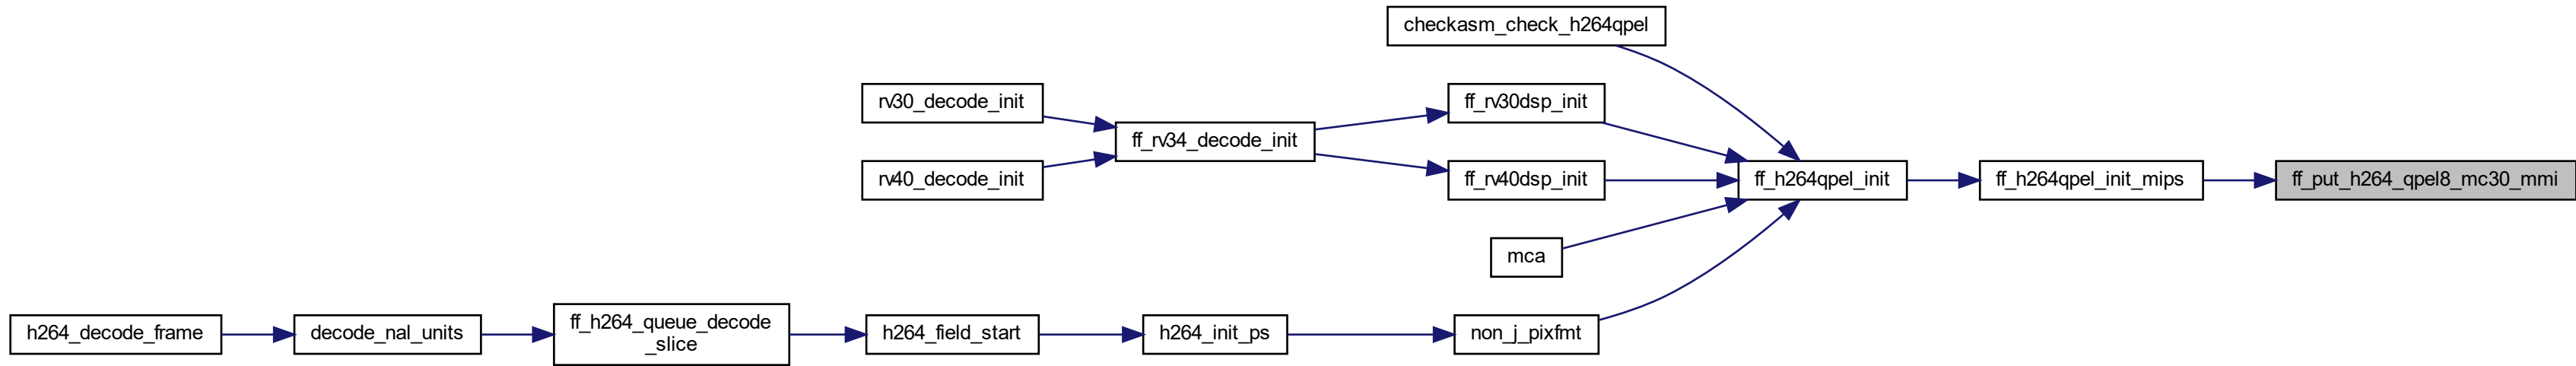 checkasm_check_h264qpel
rv30_decode_init
ff_rv30dsp_init
ff_rv34_decode_init
rv40_decode_init
ff_rv40dsp_init
ff_h264qpel_init
ff_h264qpel_init_mips
ff_put_h264_qpel8_mc30_mmi
mca
h264_decode_frame
decode_nal_units
ff_h264_queue_decode
_slice
h264_field_start
h264_init_ps
non_j_pixfmt